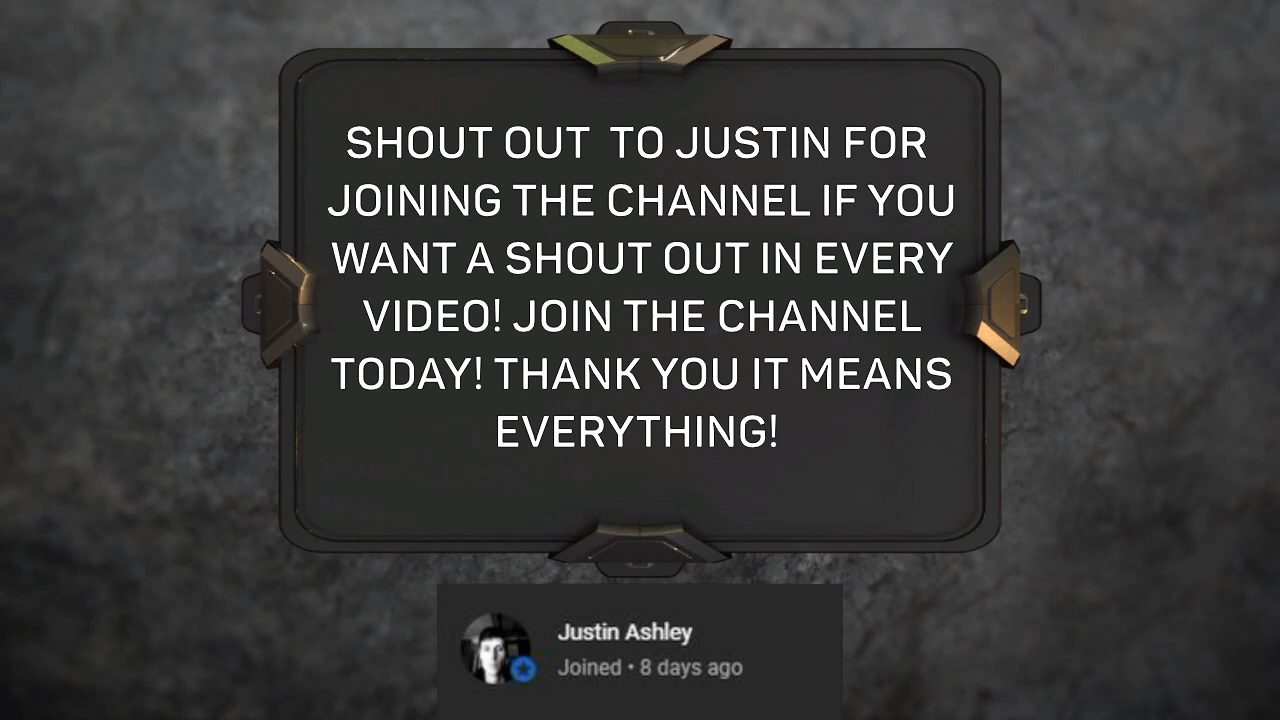 SHOUT OUT  TO JUSTIN FOR
JOINING THE CHANNEL IF YOU
WANT A SHOUT OUT IN EVERY
VIDEO! JOIN THE CHANNEL
TODAY! THANK YOU IT MEANS
EVERYTHING!
Justin Ashley
Joined • 8 days ago